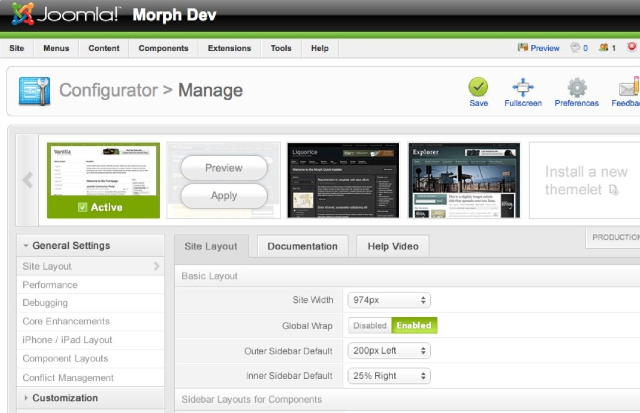 Joomla! Morph Dev
Site Menus Content Components Extensions Tools Help Preview 0 1
Configurator > Manage
Save Fullscreen Preferences Feedba
Vanilla
Active
Preview
Apply
Liquorice
Explorer
Install a new
themelet
General Settings
Site Layout
Performance
Debugging
Core Enhancements
iPhone / iPad Layout
Component Layouts
Conflict Management
Customization
Site Layout Documentation Help Video PRODUCTION
Basic Layout
Site Width 974px
Global Wrap Disabled Enabled
Outer Sidebar Default 200px Left
Inner Sidebar Default 25% Right
Sidebar Layouts for Components